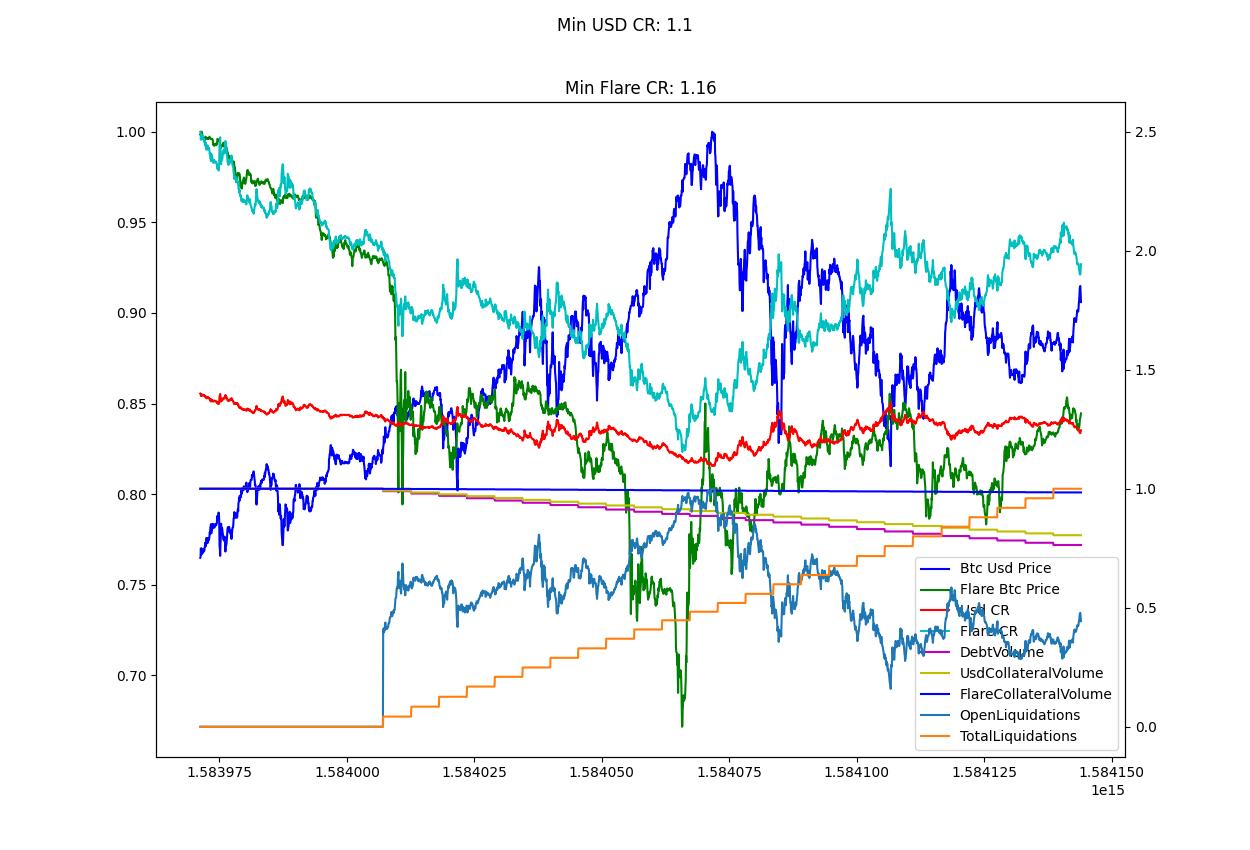 Min USD CR: 1.1
Min Flare CR: 1.16
1.00
0.95
0.90
0.85
0.80
0.75
0.70
2.5
2.0
1.5
1.0
0.5
0.0
Btc Usd Price
Flare Btc Price
Usd CR
Flare CR
DebtVolume
UsdCollateralVolume
FlareCollateralVolume
OpenLiquidations
TotalLiquidations
1.583975 1.584000 1.584025 1.584050 1.584075 1.584100 1.584125 1.584150
1e15